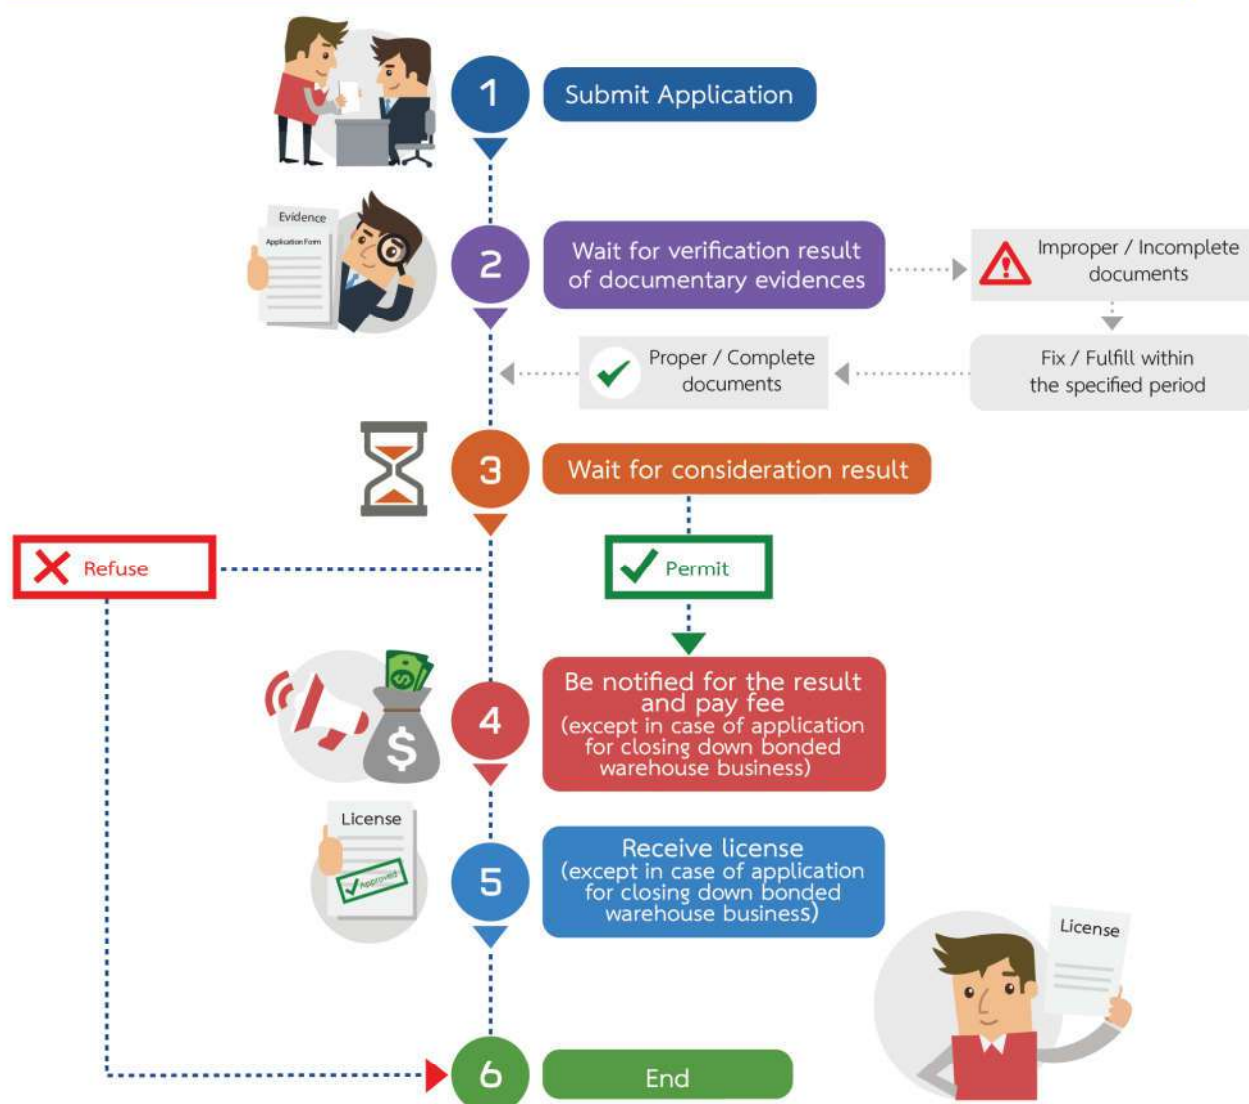 1
Submit Application
Evidence
Application Form
2
Wait for verification result
of documentary evidences
Improper / Incomplete
documents
Proper / Complete
documents
Fix / Fulfill within
the specified period
3
Wait for consideration result
Refuse
Permit
4
$
$
Be notified for the result
and pay fee
(except in case of application
for closing down bonded
warehouse business)
License
Approved
5
Receive license
(except in case of application
for closing down bonded
warehouse business)
License
6
End